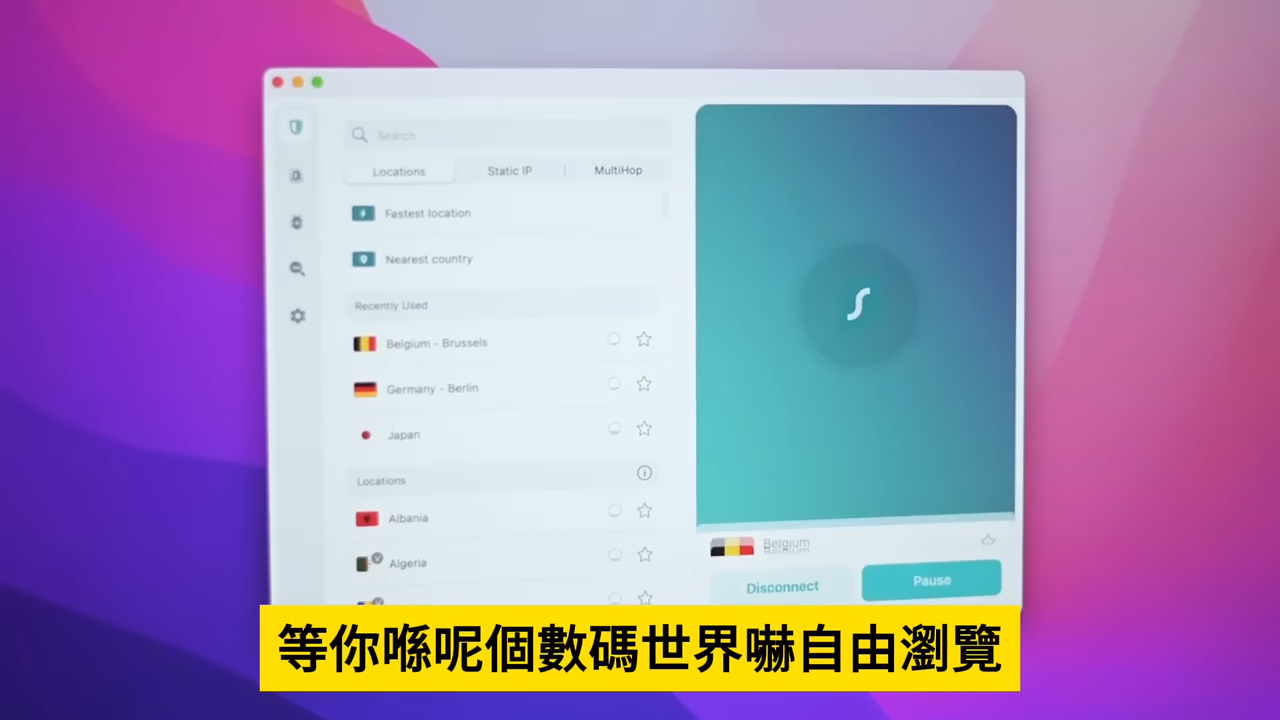 Search
Locations
Static IP
MultiHop
Fastest location
Nearest country
Recently Used
Belgium - Brussels
Germany - Berlin
Japan
Locations
Albania
Algeria
Belgium
Disconnect
Pause
等你喺呢個數碼世界嚇自由瀏覽